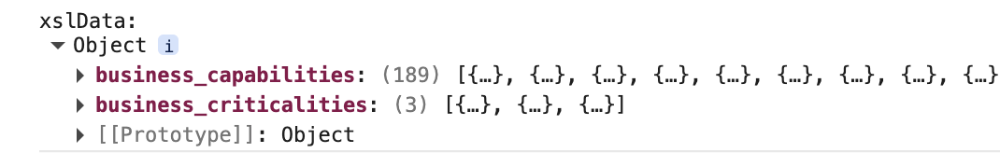 xslData:
Object i
business_capabilities: (189) [{…}, {…}, {…}, {…}, {…}, {…}, {…}, {…}, {…}
business_criticalities: (3) [{…}, {…}, {…}]
[[Prototype]]: Object